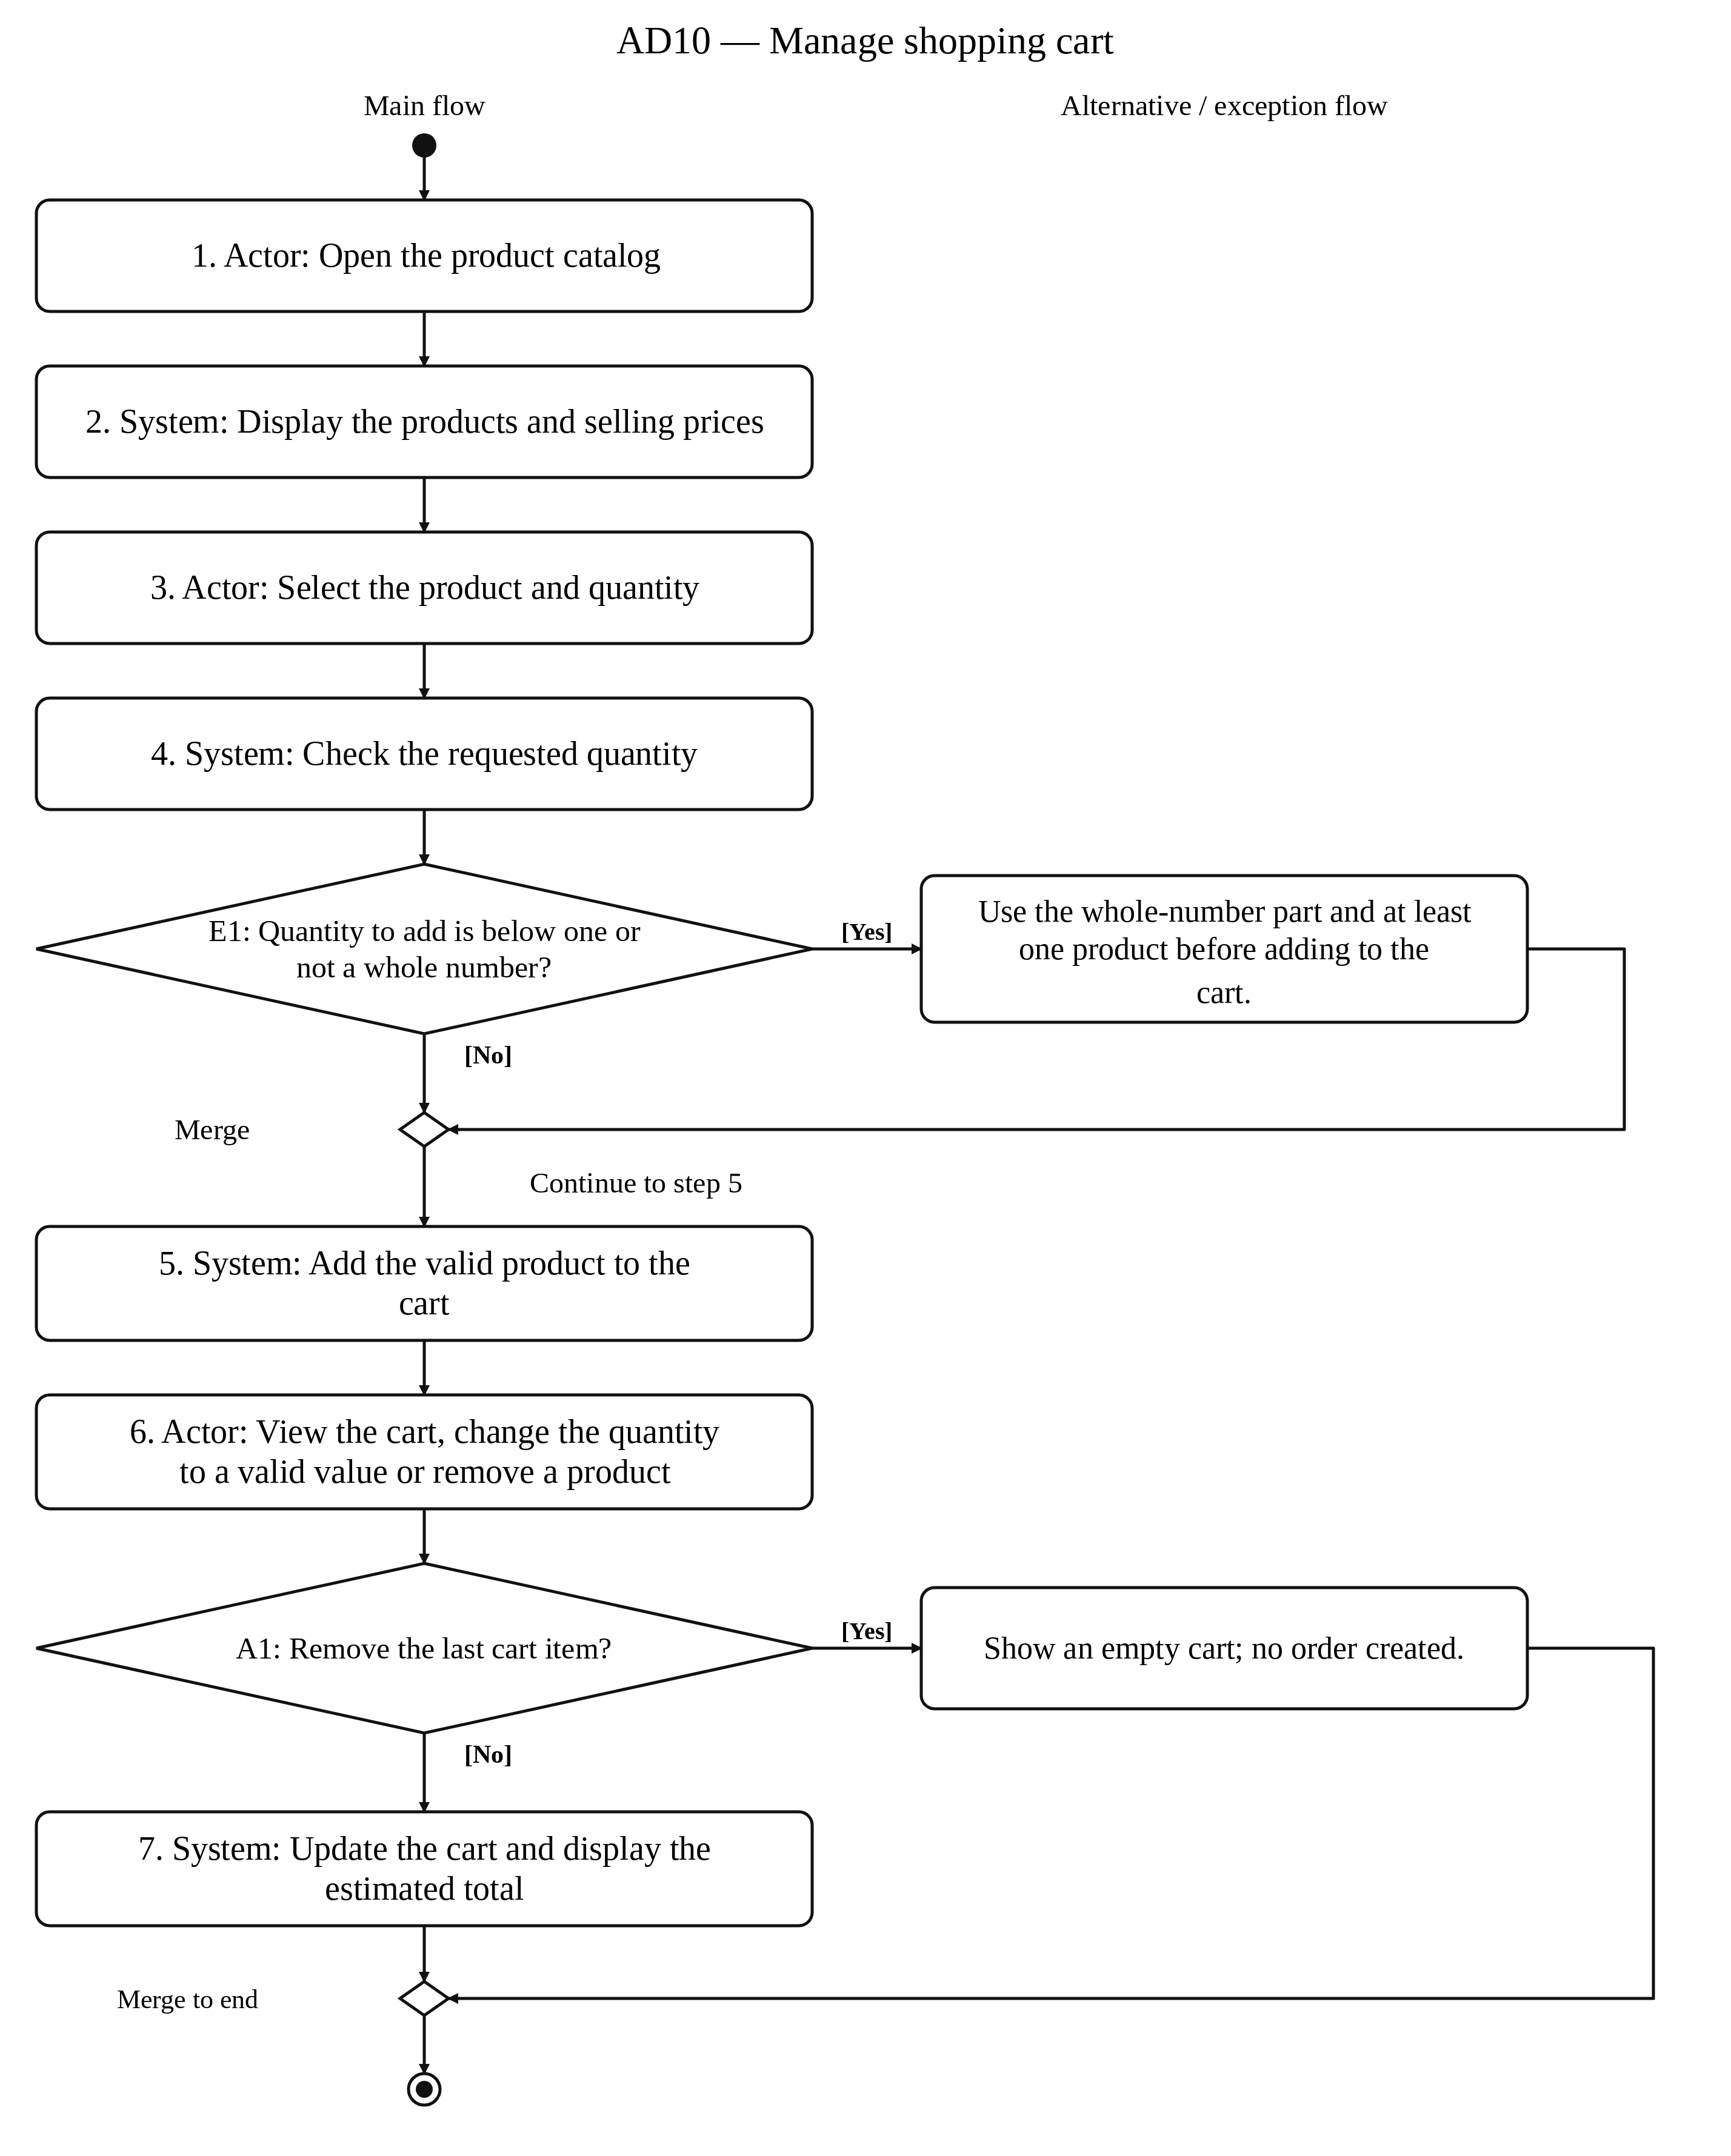 AD10 — Manage shopping cart
Main flow
Alternative / exception flow
1. Actor: Open the product catalog
2. System: Display the products and selling prices
3. Actor: Select the product and quantity
4. System: Check the requested quantity
E1: Quantity to add is below one or
not a whole number?
[Yes]
Use the whole-number part and at least
one product before adding to the
cart.
[No]
Merge
Continue to step 5
5. System: Add the valid product to the
cart
6. Actor: View the cart, change the quantity
to a valid value or remove a product
A1: Remove the last cart item?
[Yes]
Show an empty cart; no order created.
[No]
7. System: Update the cart and display the
estimated total
Merge to end